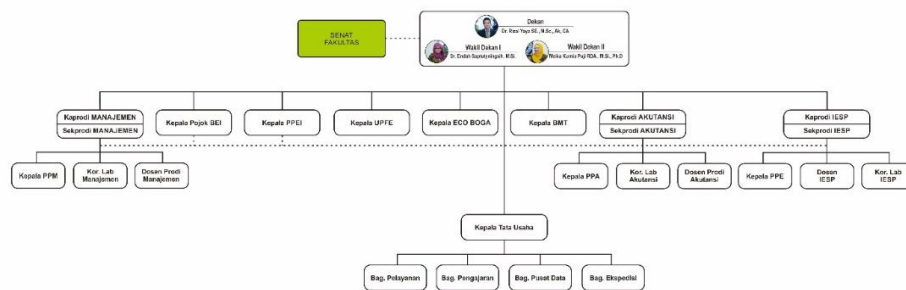 SENAT
FAKULTAS
Dekan
Dr. Rizal Yaya SE., M.Sc., Ak, CA
Wakil Dekan I
Dr. Endah Saptutyningsih, M.Si.
Wakil Dekan II
Kaprodi MANAJEMEN
Sekprodi MANAJEMEN
Kepala Pojok BEI
Kepala PPEI
Kepala UPFE
Kepala ECO BOGA
Kepala BMT
Kaprodi AKUTANSI
Sekprodi AKUTANSI
Kaprodi IESP
Sekprodi IESP
Kepala PPM
Kor. Lab
Manajemen
Dosen Prodi
Manajemen
Kepala PPA
Kor. Lab
Akutansi
Dosen Prodi
Akutansi
Kepala PPE
Dosen
IESP
Kor. Lab
IESP
Kepala Tata Usaha
Bag. Pelayanan
Bag. Pengajaran
Bag. Pusat Data
Bag. Ekspedisi